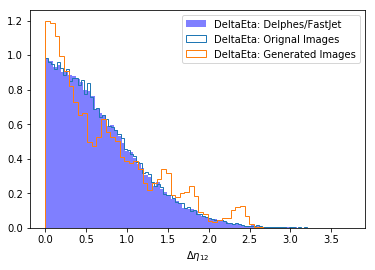 DeltaEta: Delphes/FastJet
DeltaEta: Orignal Images
DeltaEta: Generated Images
1.2
1.0
0.8
0.6
0.4
0.2
0.0
0.0 0.5 1.0 1.5 2.0 2.5 3.0 3.5
Δη₁₂